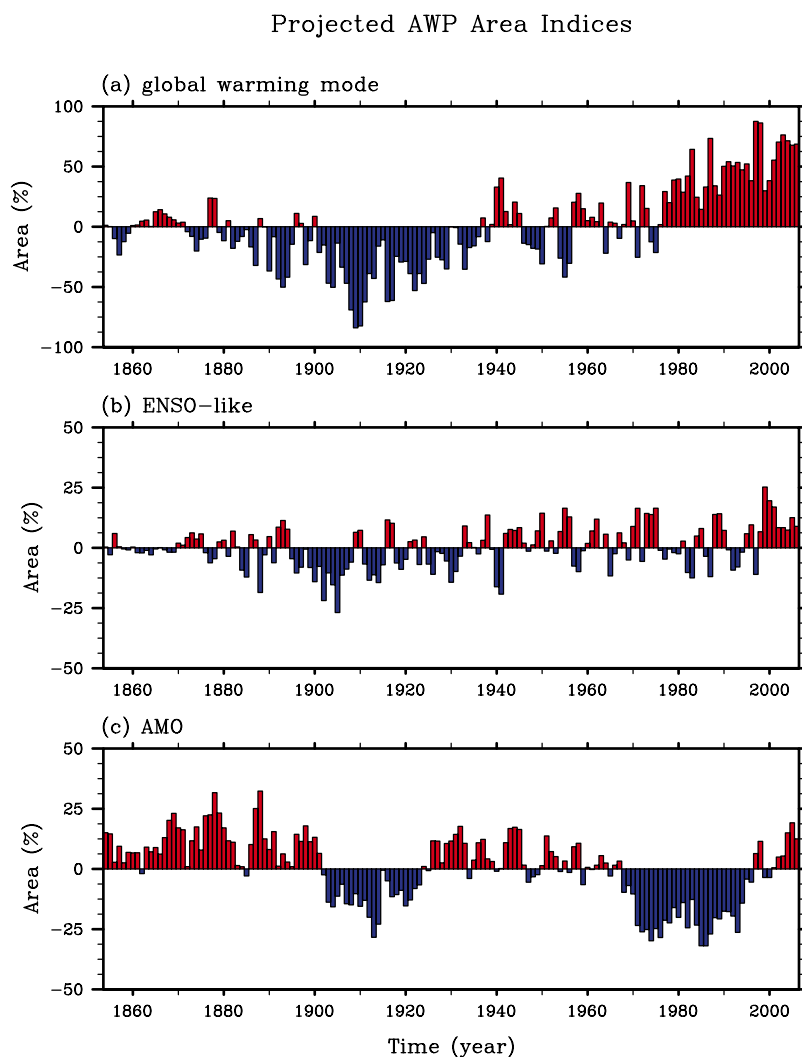 Projected AWP Area Indices
(a) global warming mode
100
50
0
−50
−100
Area (%)
1860 1880 1900 1920 1940 1960 1980 2000
(b) ENSO−like
50
25
0
−25
−50
Area (%)
1860 1880 1900 1920 1940 1960 1980 2000
(c) AMO
50
25
0
−25
−50
Area (%)
1860 1880 1900 1920 1940 1960 1980 2000
Time (year)